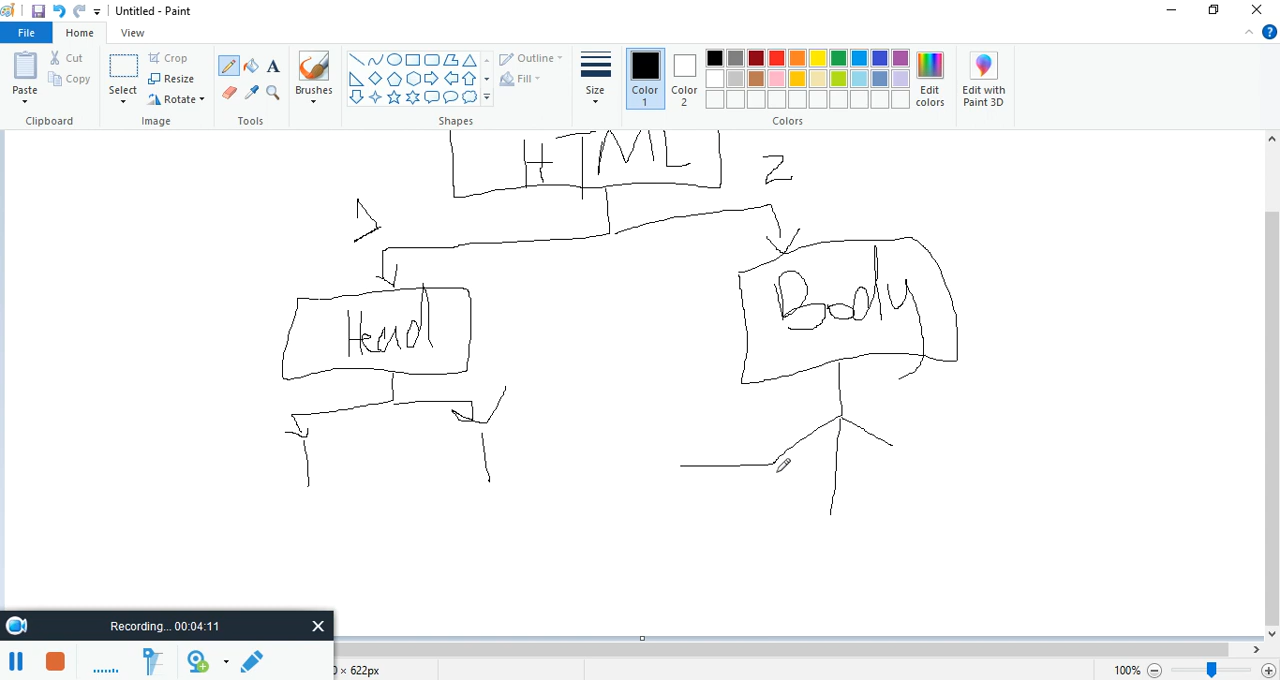 Untitled - Paint
File Home View
Paste
Cut
Copy
Clipboard
Select
Crop
Resize
Rotate
Image
A
Tools
Brushes
Outline
Fill
Shapes
Size
Color 1
Color 2
Edit colors
Colors
Edit with Paint 3D
HTML
2
Head
Body
Recording... 00:04:11
0 × 622px
100%